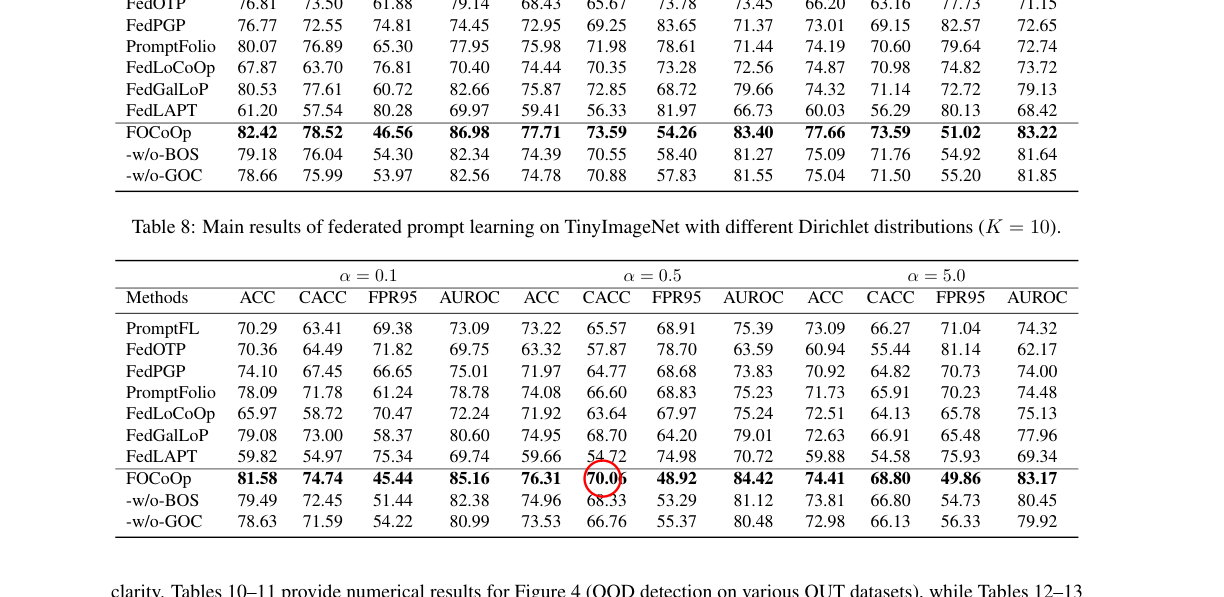 FedOTP 76.81 73.50 61.88 79.14 68.43 65.67 73.78 73.45 66.20 63.16 77.73 71.15
FedPGP 76.77 72.55 74.81 74.45 72.95 69.25 83.65 71.37 73.01 69.15 82.57 72.65
PromptFolio 80.07 76.89 65.30 77.95 75.98 71.98 78.61 71.44 74.19 70.60 79.64 72.74
FedLoCoOp 67.87 63.70 76.81 70.40 74.44 70.35 73.28 72.56 74.87 70.98 74.82 73.72
FedGalLoP 80.53 77.61 60.72 82.66 75.87 72.85 68.72 79.66 74.32 71.14 72.72 79.13
FedLAPT 61.20 57.54 80.28 69.97 59.41 56.33 81.97 66.73 60.03 56.29 80.13 68.42
FOCoOp 82.42 78.52 46.56 86.98 77.71 73.59 54.26 83.40 77.66 73.59 51.02 83.22
-w/o-BOS 79.18 76.04 54.30 82.34 74.39 70.55 58.40 81.27 75.09 71.76 54.92 81.64
-w/o-GOC 78.66 75.99 53.97 82.56 74.78 70.88 57.83 81.55 75.04 71.50 55.20 81.85
Table 8: Main results of federated prompt learning on TinyImageNet with different Dirichlet distributions (K = 10).
α = 0.1 α = 0.5 α = 5.0
Methods ACC CACC FPR95 AUROC ACC CACC FPR95 AUROC ACC CACC FPR95 AUROC
PromptFL 70.29 63.41 69.38 73.09 73.22 65.57 68.91 75.39 73.09 66.27 71.04 74.32
FedOTP 70.36 64.49 71.82 69.75 63.32 57.87 78.70 63.59 60.94 55.44 81.14 62.17
FedPGP 74.10 67.45 66.65 75.01 71.97 64.77 68.68 73.83 70.92 64.82 70.73 74.00
PromptFolio 78.09 71.78 61.24 78.78 74.08 66.60 68.83 75.23 71.73 65.91 70.23 74.48
FedLoCoOp 65.97 58.72 70.47 72.24 71.92 63.64 67.97 75.24 72.51 64.13 65.78 75.13
FedGalLoP 79.08 73.00 58.37 80.60 74.95 68.70 64.20 79.01 72.63 66.91 65.48 77.96
FedLAPT 59.82 54.97 75.34 69.74 59.66 54.72 74.98 70.72 59.88 54.58 75.93 69.34
FOCoOp 81.58 74.74 45.44 85.16 76.31 70.06 48.92 84.42 74.41 68.80 49.86 83.17
-w/o-BOS 79.49 72.45 51.44 82.38 74.96 68.33 53.29 81.12 73.81 66.80 54.73 80.45
-w/o-GOC 78.63 71.59 54.22 80.99 73.53 66.76 55.37 80.48 72.98 66.13 56.33 79.92
clarity. Tables 10–11 provide numerical results for Figure 4 (OOD detection on various OUT datasets), while Tables 12–13